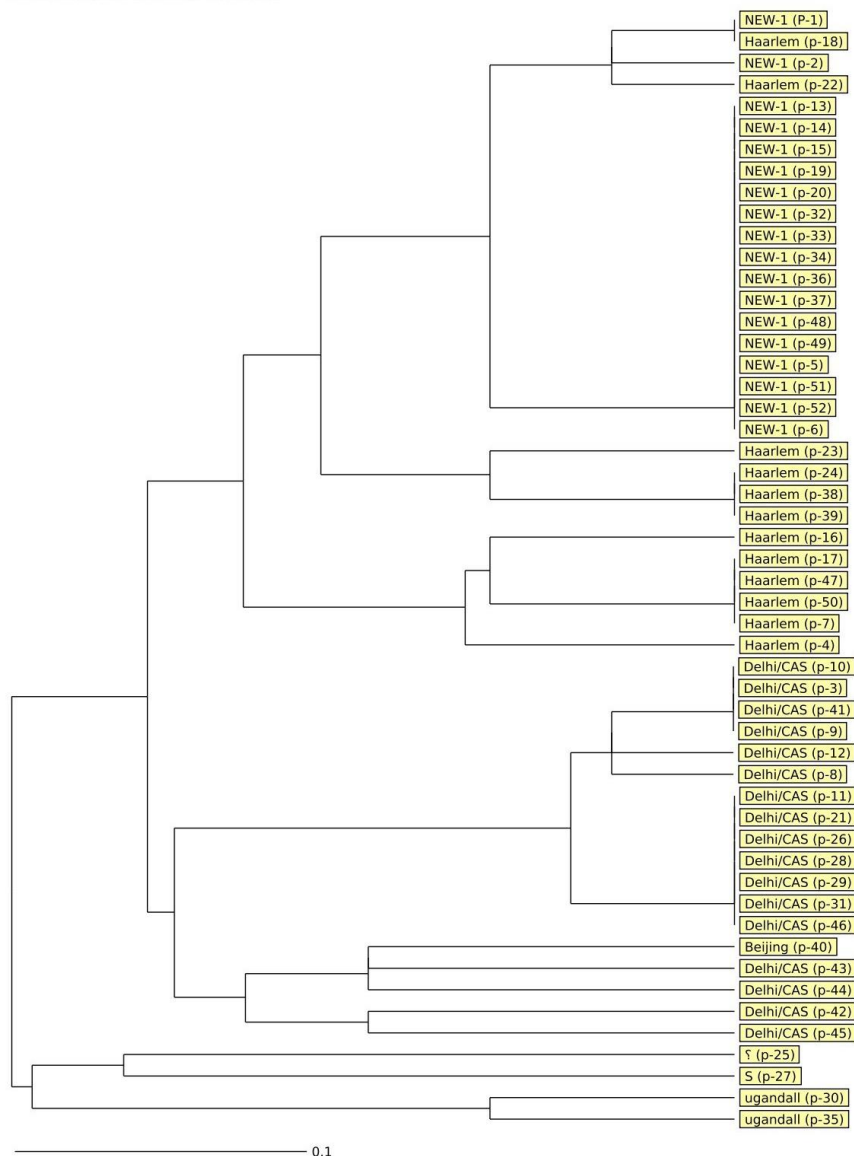 NEW-1 (P-1)
Haarlem (p-18)
NEW-1 (p-2)
Haarlem (p-22)
NEW-1 (p-13)
NEW-1 (p-14)
NEW-1 (p-15)
NEW-1 (p-19)
NEW-1 (p-20)
NEW-1 (p-32)
NEW-1 (p-33)
NEW-1 (p-34)
NEW-1 (p-36)
NEW-1 (p-37)
NEW-1 (p-48)
NEW-1 (p-49)
NEW-1 (p-5)
NEW-1 (p-51)
NEW-1 (p-52)
NEW-1 (p-6)
Haarlem (p-23)
Haarlem (p-24)
Haarlem (p-38)
Haarlem (p-39)
Haarlem (p-16)
Haarlem (p-17)
Haarlem (p-47)
Haarlem (p-50)
Haarlem (p-7)
Haarlem (p-4)
Delhi/CAS (p-10)
Delhi/CAS (p-3)
Delhi/CAS (p-41)
Delhi/CAS (p-9)
Delhi/CAS (p-12)
Delhi/CAS (p-8)
Delhi/CAS (p-11)
Delhi/CAS (p-21)
Delhi/CAS (p-26)
Delhi/CAS (p-28)
Delhi/CAS (p-29)
Delhi/CAS (p-31)
Delhi/CAS (p-46)
Beijing (p-40)
Delhi/CAS (p-43)
Delhi/CAS (p-44)
Delhi/CAS (p-42)
Delhi/CAS (p-45)
؟ (p-25)
S (p-27)
ugandaII (p-30)
ugandaII (p-35)
0.1